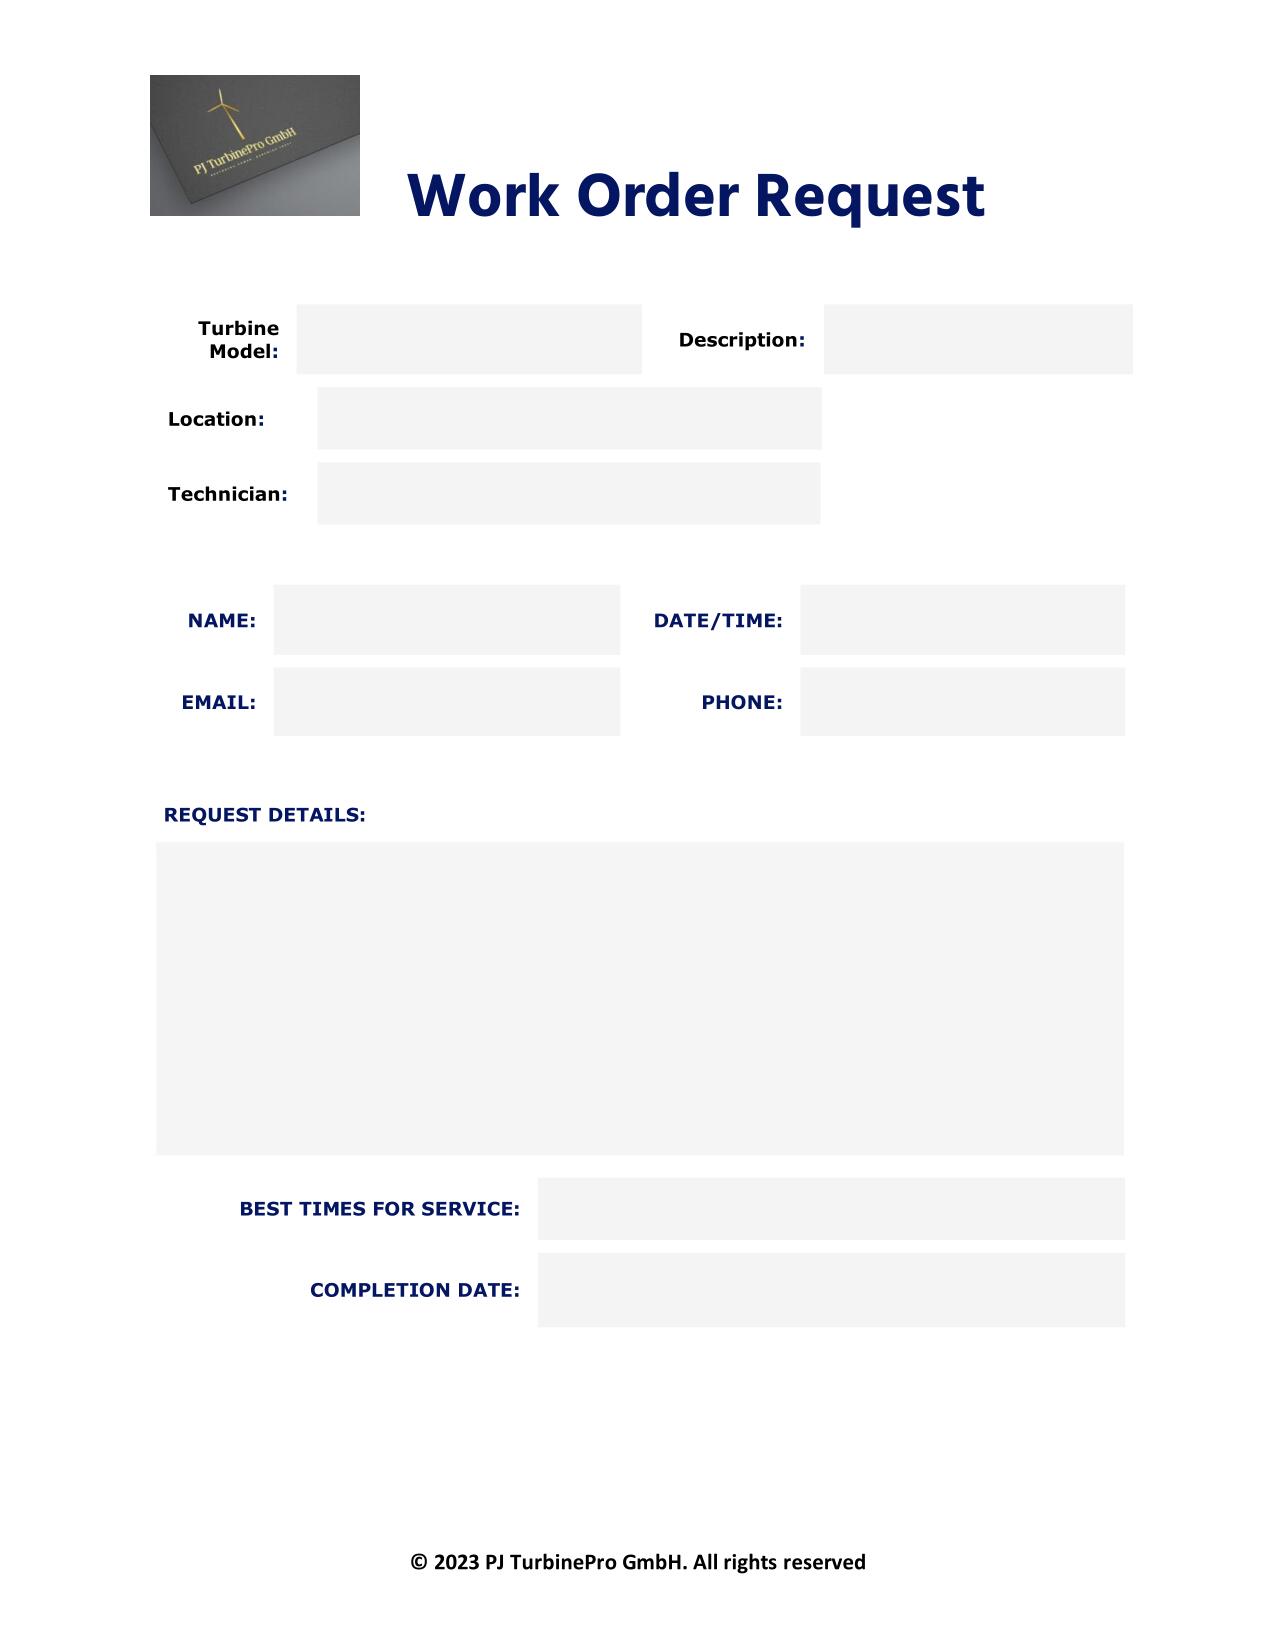 PJ TurbinePro GmbH
Work Order Request
Turbine
Model:
Description:
Location:
Technician:
NAME:
DATE/TIME:
EMAIL:
PHONE:
REQUEST DETAILS:
BEST TIMES FOR SERVICE:
COMPLETION DATE:
© 2023 PJ TurbinePro GmbH. All rights reserved